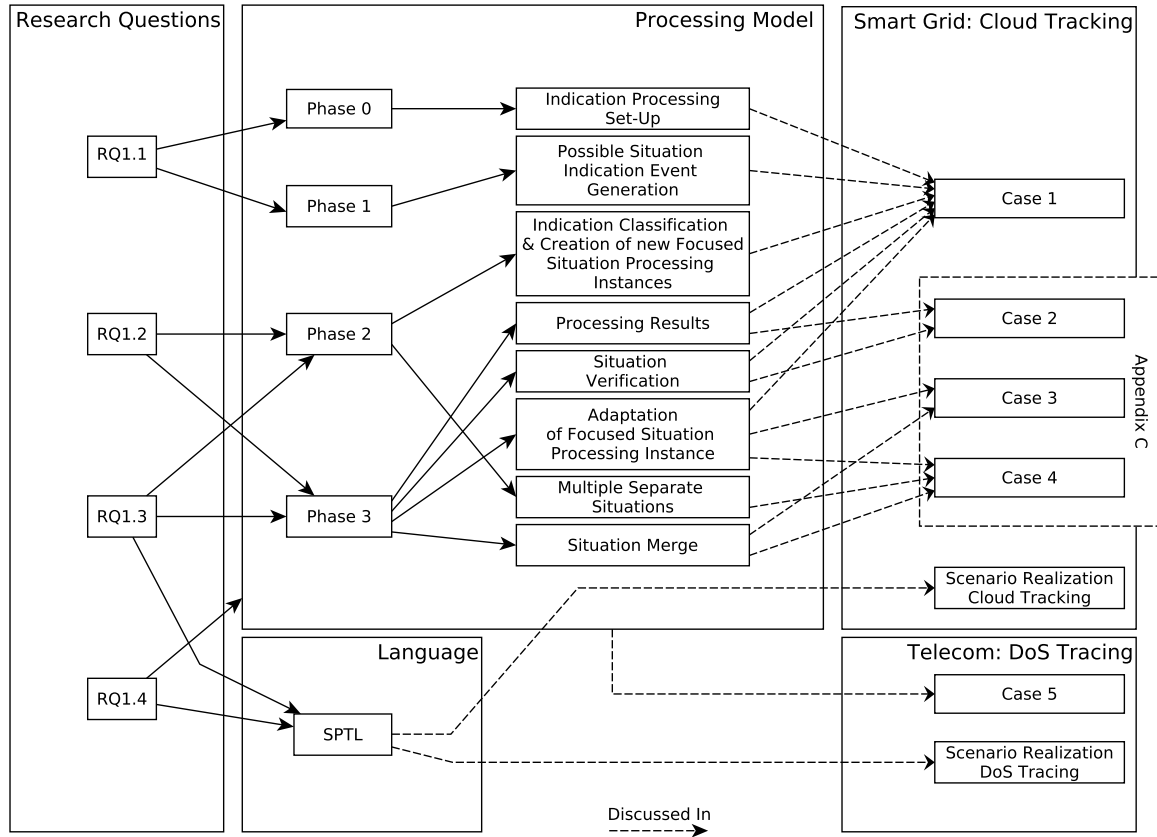 Research Questions
RQ1.1
RQ1.2
RQ1.3
RQ1.4
Processing Model
Phase 0
Phase 1
Phase 2
Phase 3
Indication Processing
Set-Up
Possible Situation
Indication Event
Generation
Indication Classification
& Creation of new Focused
Situation Processing
Instances
Processing Results
Situation
Verification
Adaptation
of Focused Situation
Processing Instance
Multiple Separate
Situations
Situation Merge
Language
SPTL
Smart Grid: Cloud Tracking
Case 1
Case 2
Case 3
Case 4
Appendix C
Scenario Realization
Cloud Tracking
Telecom: DoS Tracing
Case 5
Scenario Realization
DoS Tracing
Discussed In